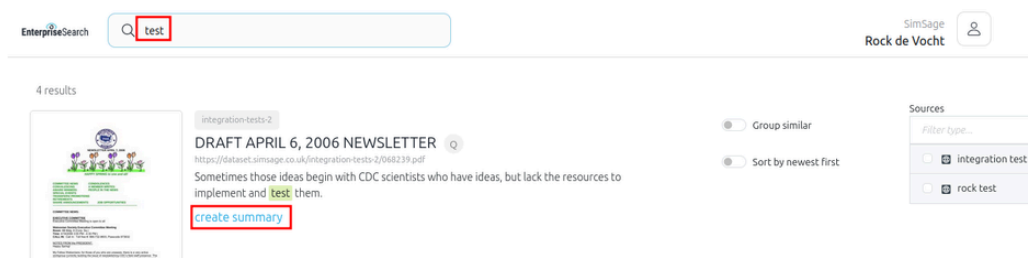 EnterpriseSearch
test
SimSage
Rock de Vocht
4 results
integration-tests-2
DRAFT APRIL 6, 2006 NEWSLETTER Q
https://dataset.simsage.co.uk/integration-tests-2/068239.pdf
Sometimes those ideas begin with CDC scientists who have ideas, but lack the resources to
implement and test them.
create summary
Group similar
Sort by newest first
Sources
Filter type...
integration test
rock test